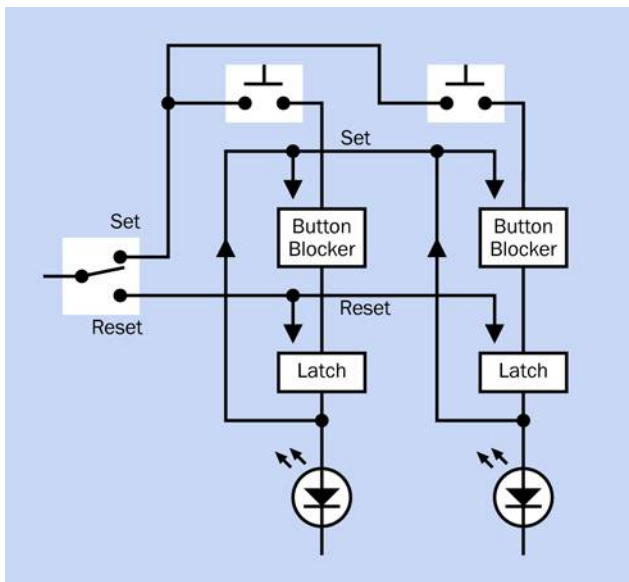 Set
Set
Button
Blocker
Button
Blocker
Reset
Reset
Latch
Latch